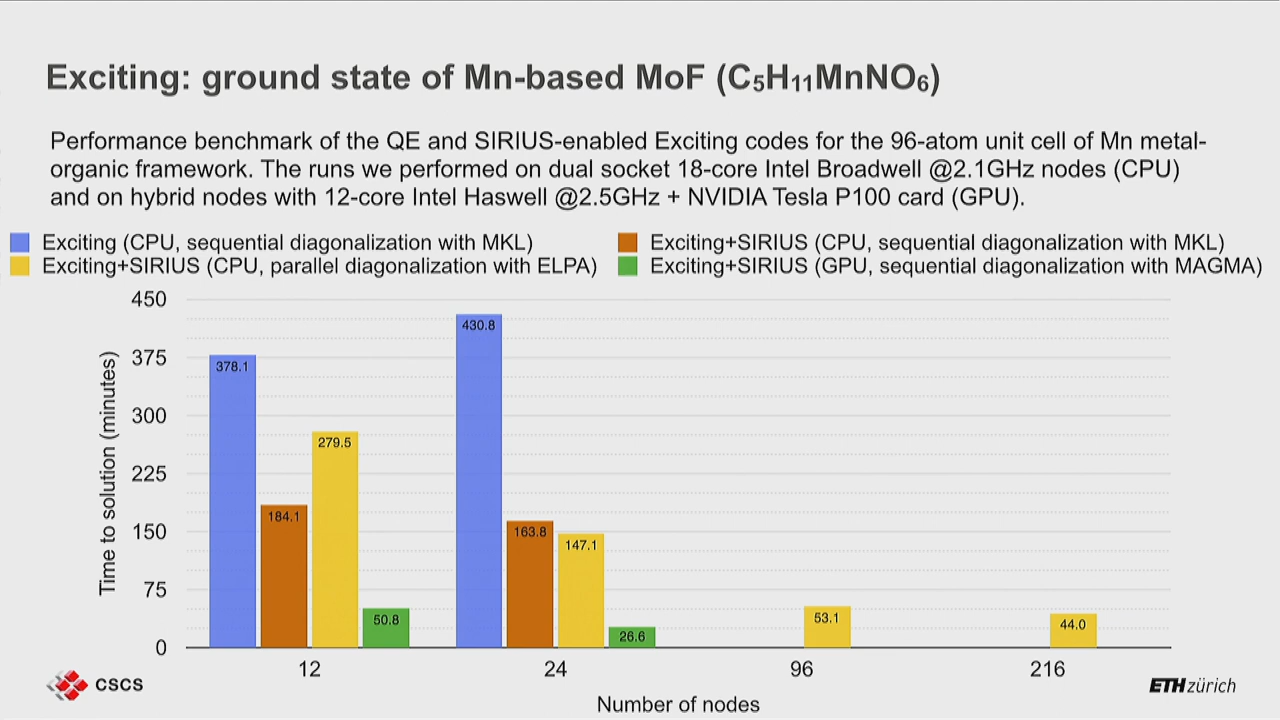 Exciting: ground state of Mn-based MoF (C₅H₁₁MnNO₆)
Performance benchmark of the QE and SIRIUS-enabled Exciting codes for the 96-atom unit cell of Mn metal-
organic framework. The runs we performed on dual socket 18-core Intel Broadwell @2.1GHz nodes (CPU)
and on hybrid nodes with 12-core Intel Haswell @2.5GHz + NVIDIA Tesla P100 card (GPU).
Exciting (CPU, sequential diagonalization with MKL)
Exciting+SIRIUS (CPU, sequential diagonalization with MKL)
Exciting+SIRIUS (CPU, parallel diagonalization with ELPA)
Exciting+SIRIUS (GPU, sequential diagonalization with MAGMA)
Time to solution (minutes)
450
375
300
225
150
75
0
378.1
184.1
279.5
50.8
430.8
163.8
147.1
26.6
53.1
44.0
12
24
96
216
Number of nodes
CSCS
ETH zürich